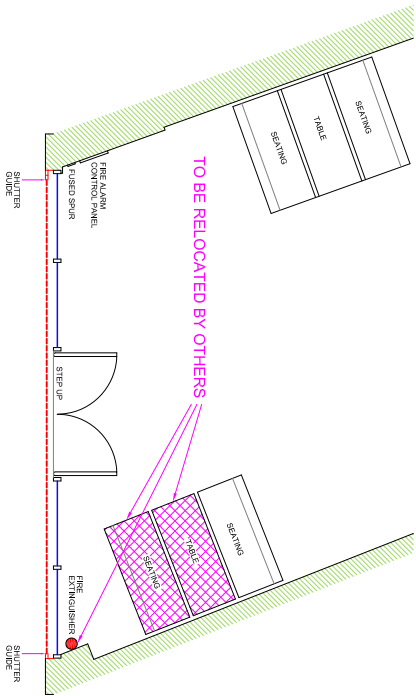 SEATING
TABLE
SEATING
FIRE ALARM
CONTROL PANEL
FUSED SPUR
SHUTTER
GUIDE
TO BE RELOCATED BY OTHERS
STEP UP
SEATING
TABLE
SEATING
FIRE
EXTINGUISHER
SHUTTER
GUIDE